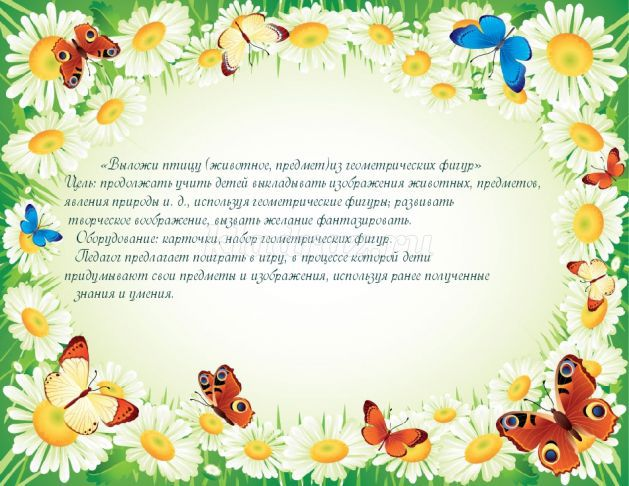 «Выложи птицу (животное, предмет)из геометрических фигур»
Цель: продолжать учить детей выкладывать изображения животных, предметов,
явления природы и. д., используя геометрические фигуры; развивать
творческое воображение, вызвать желание фантазировать.
Оборудование: карточки, набор геометрических фигур.
Педагог предлагает поиграть в игру, в процессе которой дети
придумывают свои предметы и изображения, используя ранее полученные
знания и умения.